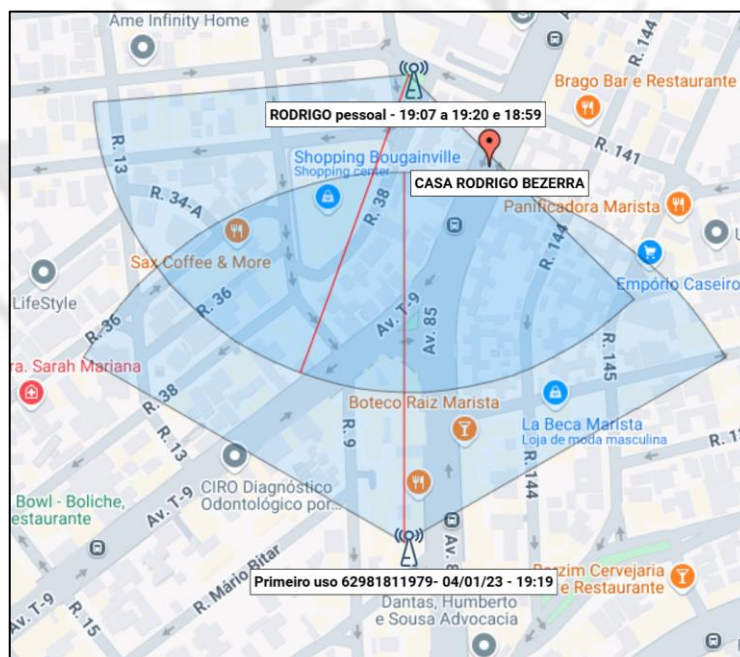 Ame Infinity Home
R. 144
Brago Bar e Restaurante
RODRIGO pessoal - 19:07 a 19:20 e 18:59
R. 13
R. 141
Shopping Bougainville
Shopping center
CASA RODRIGO BEZERRA
R. 34-A
R. 38
Panificadora Marista
Sax Coffee & More
R. 144
LifeStyle
Empório Caseiro
R. 36
R. 36
Av. T-9
Av. 85
R. 145
ra. Sarah Mariana
R. 38
Boteco Raiz Marista
La Beca Marista
Loja de moda masculina
R. 13
R. 9
CIRO Diagnóstico
Odontológico por...
R. 144
Bowl - Boliche,
estaurante
Av. T-9
R. Mário Bitar
Av. 8
Primeiro uso 62981811979- 04/01/23 - 19:19
zim Cervejaria
e Restaurante
Av. T-9
R. 15
Dantas, Humberto
e Sousa Advocacia